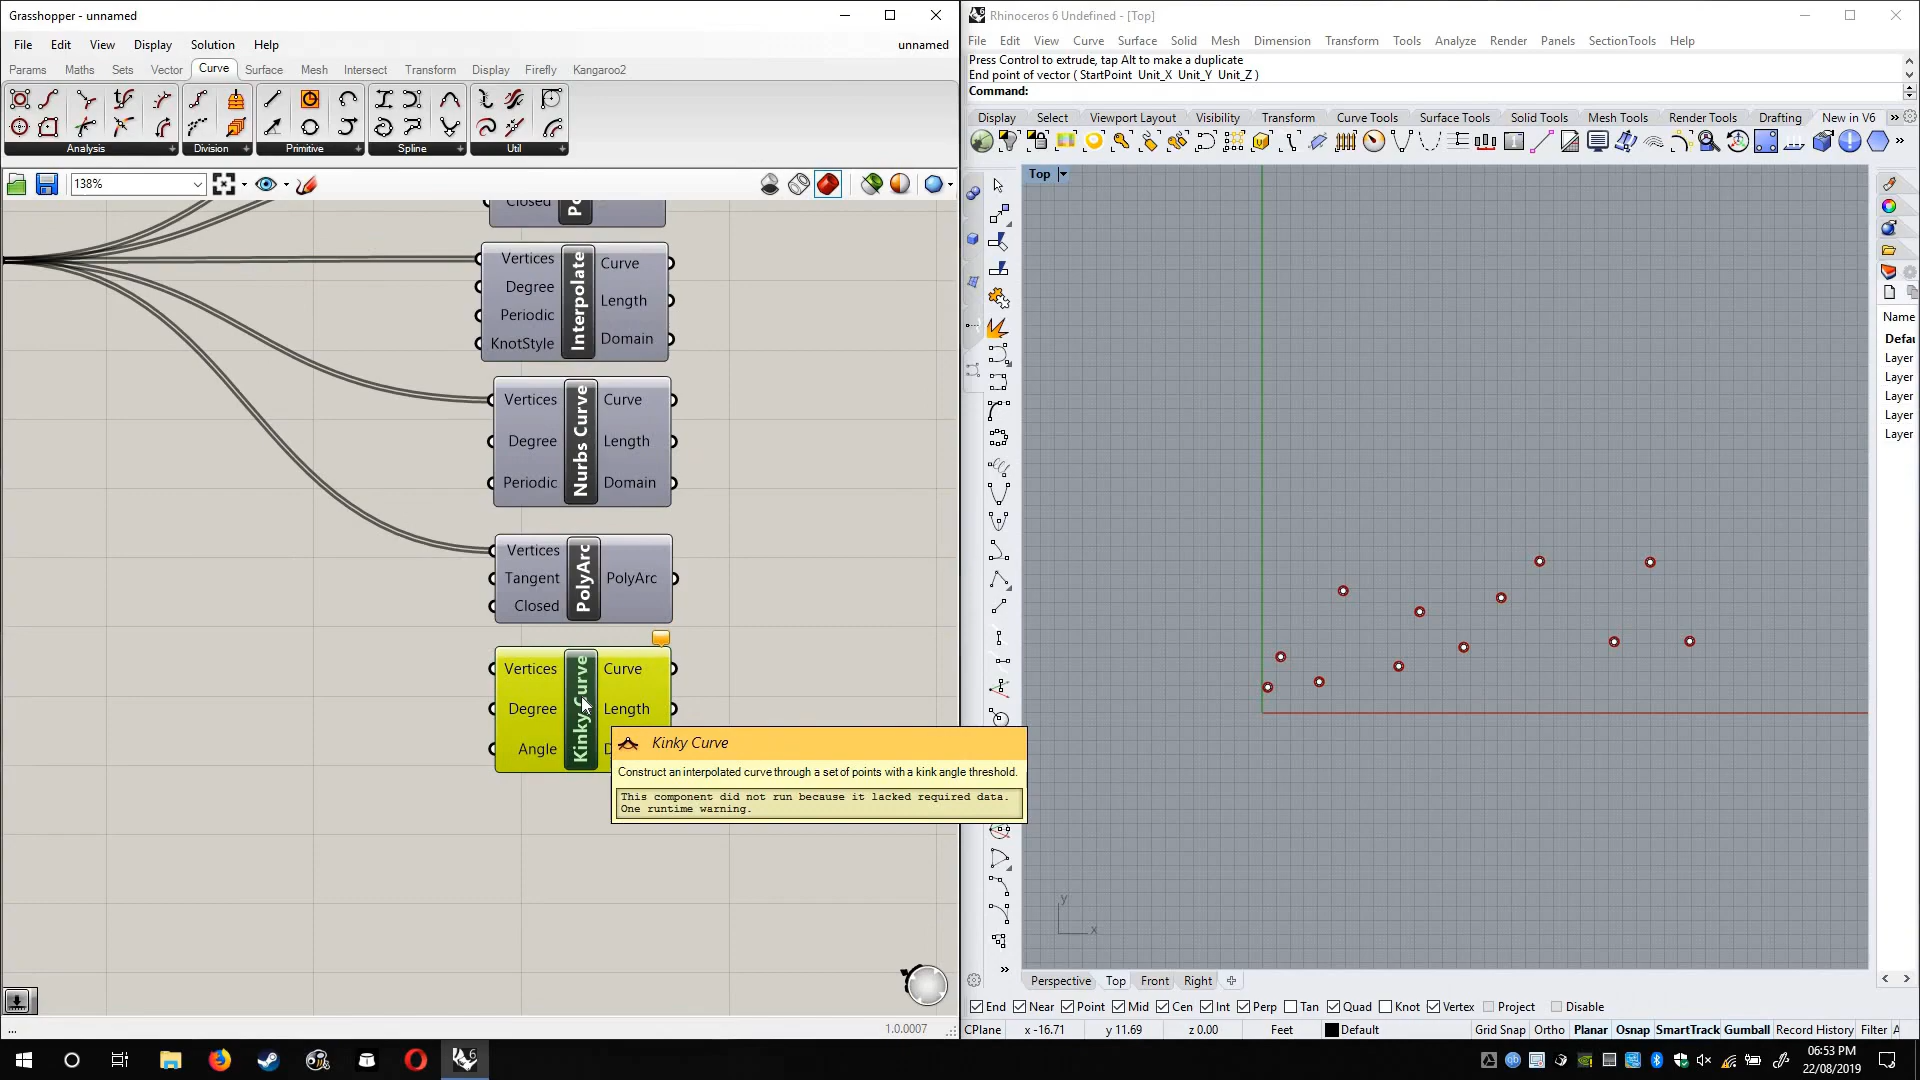 Grasshopper - unnamed
File Edit View Display Solution Help
unnamed
Params Maths Sets Vector Curve Surface Mesh Intersect Transform Display Firefly Kangaroo2
Analysis Division Primitive Spline Util
138%
Closed
Vertices
Degree
Periodic
KnotStyle
Interpolate
Curve
Length
Domain
Vertices
Degree
Periodic
Nurbs Curve
Curve
Length
Domain
Vertices
Tangent
Closed
PolyArc
PolyArc
Vertices
Degree
Angle
Kinky Curve
Curve
Length
Kinky Curve
Construct an interpolated curve through a set of points with a kink angle threshold.
This component did not run because it lacked required data.
One runtime warning.
...
1.0.0007
Rhinoceros 6 Undefined - [Top]
File Edit View Curve Surface Solid Mesh Dimension Transform Tools Analyze Render Panels SectionTools Help
Press Control to extrude, tap Alt to make a duplicate
End point of vector ( StartPoint Unit_X Unit_Y Unit_Z )
Command:
Display Select Viewport Layout Visibility Transform Curve Tools Surface Tools Solid Tools Mesh Tools Render Tools Drafting New in V6
Top
Name
Defau
Layer
Layer
Layer
Layer
Layer
y
x
Perspective Top Front Right
End Near Point Mid Cen Int Perp Tan Quad Knot Vertex Project Disable
CPlane x -16.71 y 11.69 z 0.00 Feet Default Grid Snap Ortho Planar Osnap SmartTrack Gumball Record History Filter A
06:53 PM
22/08/2019